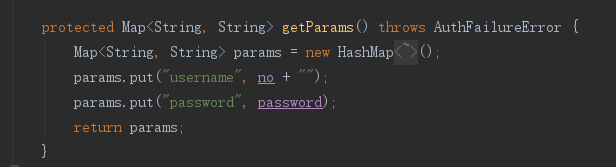 protected Map<String, String> getParams() throws AuthFailureError {
Map<String, String> params = new HashMap<~>();
params.put("username", no + "");
params.put("password", password);
return params;
}